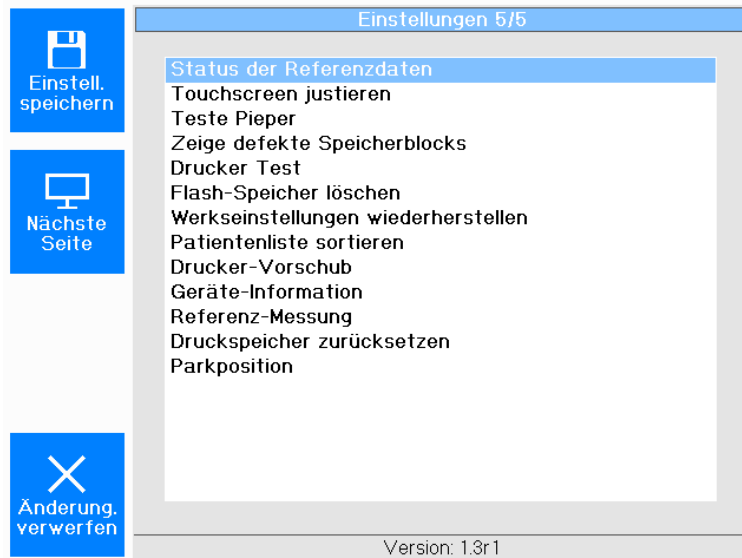 Einstellungen 5/5
Einstell.
speichern
Nächste
Seite
Änderung.
verwerfen
Status der Referenzdaten
Touchscreen justieren
Teste Pieper
Zeige defekte Speicherblocks
Drucker Test
Flash-Speicher löschen
Werkseinstellungen wiederherstellen
Patientenliste sortieren
Drucker-Vorschub
Geräte-Information
Referenz-Messung
Druckspeicher zurücksetzen
Parkposition
Version: 1.3r1